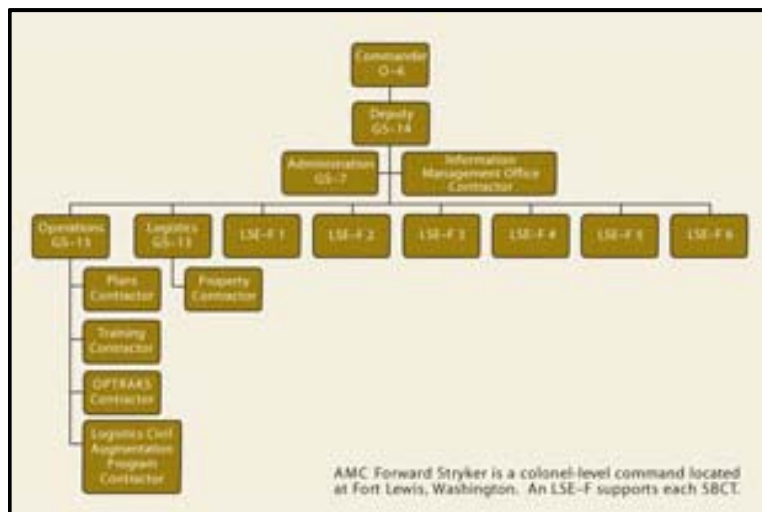 Commander
O-6
Deputy
GS-14
Administration
GS-7
Information
Management Office
Contractor
Operations
GS-13
Logistics
GS-13
LSE-F 1
LSE-F 2
LSE-F 3
LSE-F 4
LSE-F 5
LSE-F 6
Plans
Contractor
Property
Contractor
Training
Contractor
OPTRAKS
Contractor
Logistics Civil
Augmentation
Program
Contractor
AMC Forward Stryker is a colonel-level command located
at Fort Lewis, Washington. An LSE-F supports each SBCT.